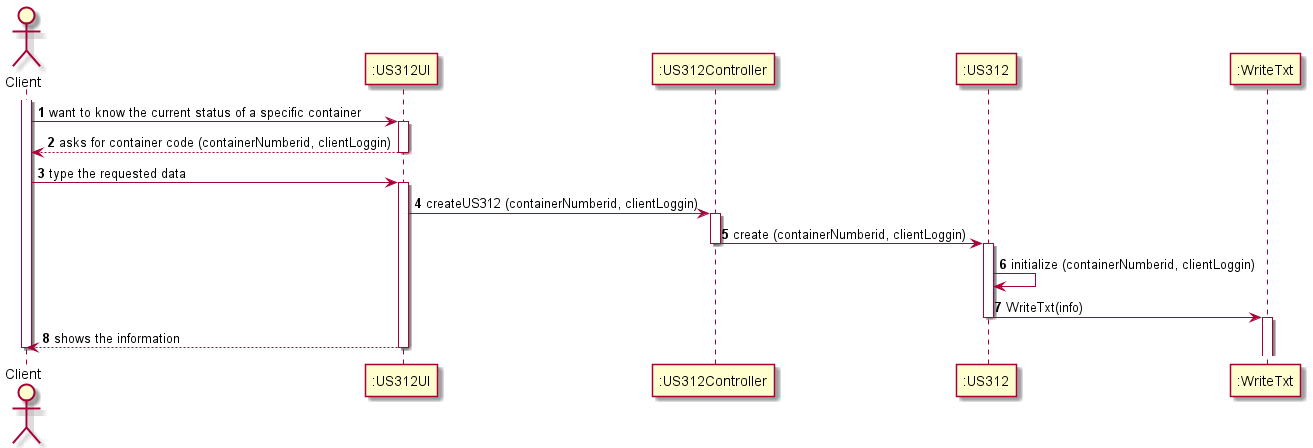 Client
:US312UI
:US312Controller
:US312
:WriteTxt
1 want to know the current status of a specific container
2 asks for container code (containerNumberid, clientLoggin)
3 type the requested data
4 createUS312 (containerNumberid, clientLoggin)
5 create (containerNumberid, clientLoggin)
6 initialize (containerNumberid, clientLoggin)
7 WriteTxt(info)
8 shows the information
Client
:US312UI
:US312Controller
:US312
:WriteTxt